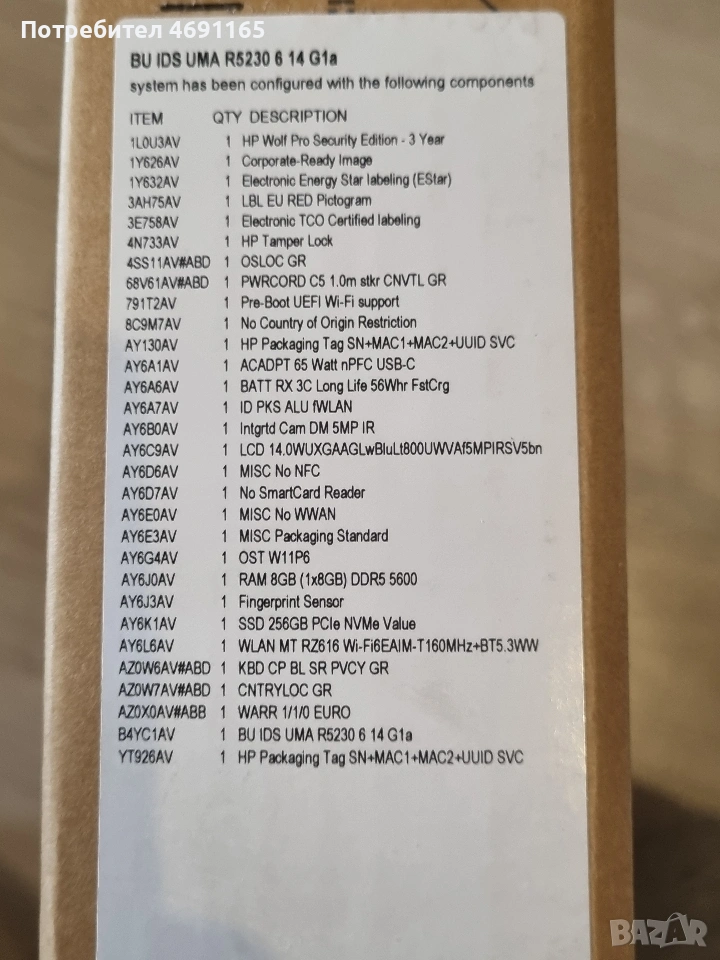 Потребител 4691165
BU IDS UMA R5230 6 14 G1a
system has been configured with the following components
ITEM QTY DESCRIPTION
1L0U3AV 1 HP Wolf Pro Security Edition - 3 Year
1Y626AV 1 Corporate-Ready Image
1Y632AV 1 Electronic Energy Star labeling (EStar)
3AH75AV 1 LBL EU RED Pictogram
3E758AV 1 Electronic TCO Certified labeling
4N733AV 1 HP Tamper Lock
4SS11AV#ABD 1 OSLOC GR
68V61AV#ABD 1 PWRCORD C5 1.0m stkr CNVTL GR
791T2AV 1 Pre-Boot UEFI Wi-Fi support
8C9M7AV 1 No Country of Origin Restriction
AY130AV 1 HP Packaging Tag SN+MAC1+MAC2+UUID SVC
AY6A1AV 1 ACADPT 65 Watt nPFC USB-C
AY6A6AV 1 BATT RX 3C Long Life 56Whr FstCrg
AY6A7AV 1 ID PKS ALU fWLAN
AY6B0AV 1 Intgrtd Cam DM 5MP IR
AY6C9AV 1 LCD 14.0WUXGAAGLwBluLt800UWVAf5MPIRSV5bn
AY6D6AV 1 MISC No NFC
AY6D7AV 1 No SmartCard Reader
AY6E0AV 1 MISC No WWAN
AY6E3AV 1 MISC Packaging Standard
AY6G4AV 1 OST W11P6
AY6J0AV 1 RAM 8GB (1x8GB) DDR5 5600
AY6J3AV 1 Fingerprint Sensor
AY6K1AV 1 SSD 256GB PCIe NVMe Value
AY6L6AV 1 WLAN MT RZ616 Wi-Fi6EAIM-T160MHz+BT5.3WW
AZ0W6AV#ABD 1 KBD CP BL SR PVCY GR
AZ0W7AV#ABD 1 CNTRYLOC GR
AZ0X0AV#ABB 1 WARR 1/1/0 EURO
B4YC1AV 1 BU IDS UMA R5230 6 14 G1a
YT926AV 1 HP Packaging Tag SN+MAC1+MAC2+UUID SVC
BAZAR